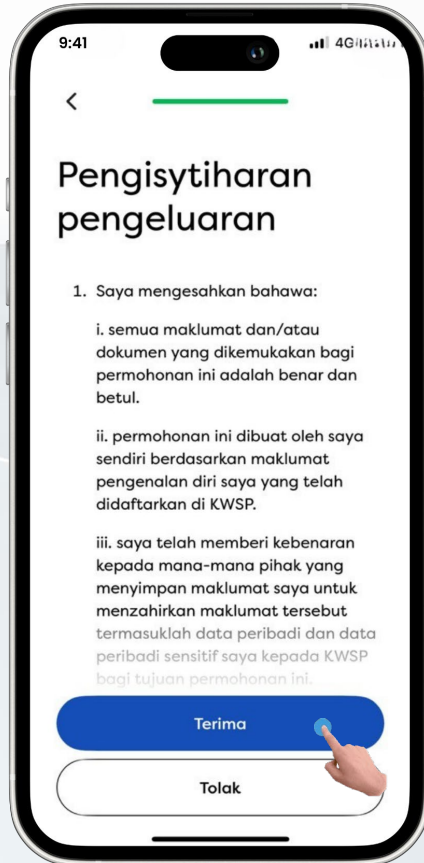 9:41
4G
Pengisytiharan
pengeluaran
1. Saya mengesahkan bahawa:
i. semua maklumat dan/atau
dokumen yang dikemukakan bagi
permohonan ini adalah benar dan
betul.
ii. permohonan ini dibuat oleh saya
sendiri berdasarkan maklumat
pengenalan diri saya yang telah
didaftarkan di KWSP.
iii. saya telah memberi kebenaran
kepada mana-mana pihak yang
menyimpan maklumat saya untuk
menzahirkan maklumat tersebut
termasuklah data peribadi dan data
peribadi sensitif saya kepada KWSP
bagi tujuan permohonan ini.
Terima
Tolak